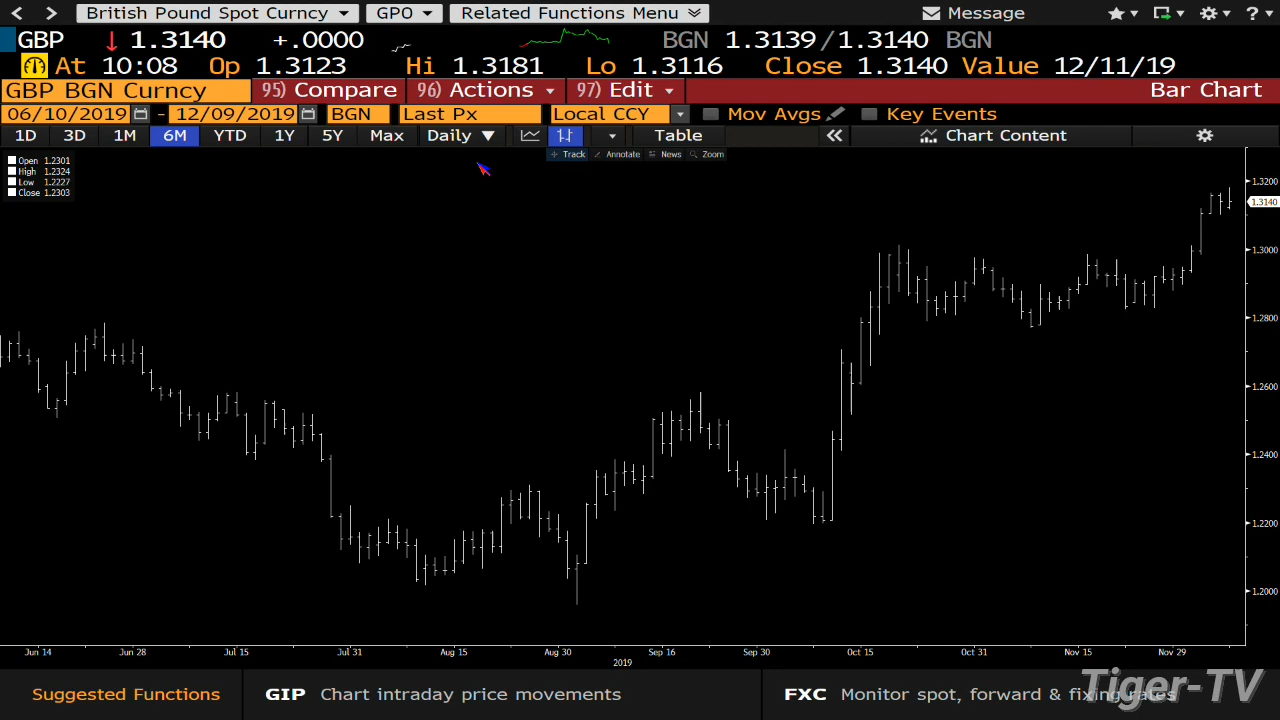 British Pound Spot Curncy GPO Related Functions Menu Message ?
GBP 1.3140 +.0000 BGN 1.3139/1.3140 BGN
At 10:08 Op 1.3123 Hi 1.3181 Lo 1.3116 Close 1.3140 Value 12/11/19
GBP BGN Curncy 95) Compare 96) Actions 97) Edit Bar Chart
06/10/2019 - 12/09/2019 BGN Last Px Local CCY Mov Avgs Key Events
1D 3D 1M 6M YTD 1Y 5Y Max Daily Table Chart Content
Track Annotate News Zoom
Open 1.2301
High 1.2324
Low 1.2227
Close 1.2303
1.3200
1.3140
1.3000
1.2800
1.2600
1.2400
1.2200
1.2000
Jun 14 Jun 28 Jul 15 Jul 31 Aug 15 Aug 30 Sep 16 Sep 30 Oct 15 Oct 31 Nov 15 Nov 29
2019
Suggested Functions GIP Chart intraday price movements FXC Monitor spot, forward & fixing rates
Tiger-TV